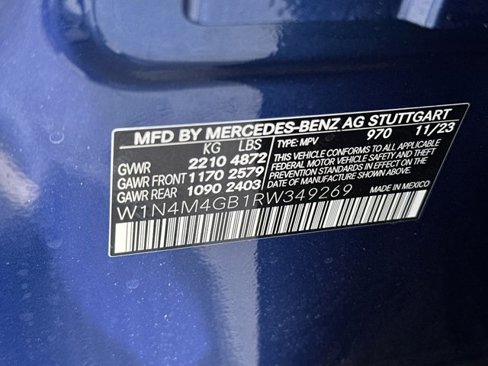 MFD BY MERCEDES-BENZ AG STUTTGART
KG LBS TYPE: MPV 970 11/23
GVWR 2210 4872
GAWR FRONT 1170 2579
GAWR REAR 1090 2403
THIS VEHICLE CONFORMS TO ALL APPLICABLE
FEDERAL MOTOR VEHICLE SAFETY, BUMPER AND THEFT
PREVENTION STANDARDS IN EFFECT ON THE
DATE OF MANUFACTURE SHOWN ABOVE.
W1N4M4GB1RW349269
MADE IN MEXICO